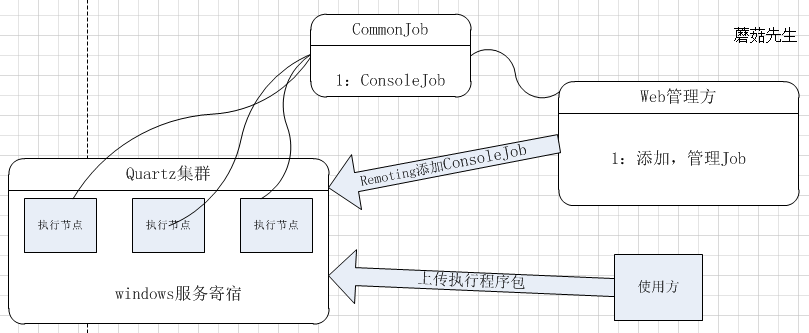 CommonJob
1：ConsoleJob
蘑菇先生
Web管理方
1：添加，管理Job
Remoting添加ConsoleJob
Quartz集群
执行节点
执行节点
执行节点
windows服务寄宿
上传执行程序包
使用方